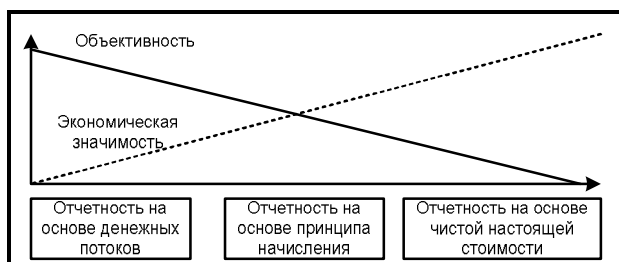 Объективность
Экономическая
значимость
Отчетность на
основе денежных
потоков
Отчетность на
основе принципа
начисления
Отчетность на основе
чистой настоящей
стоимости